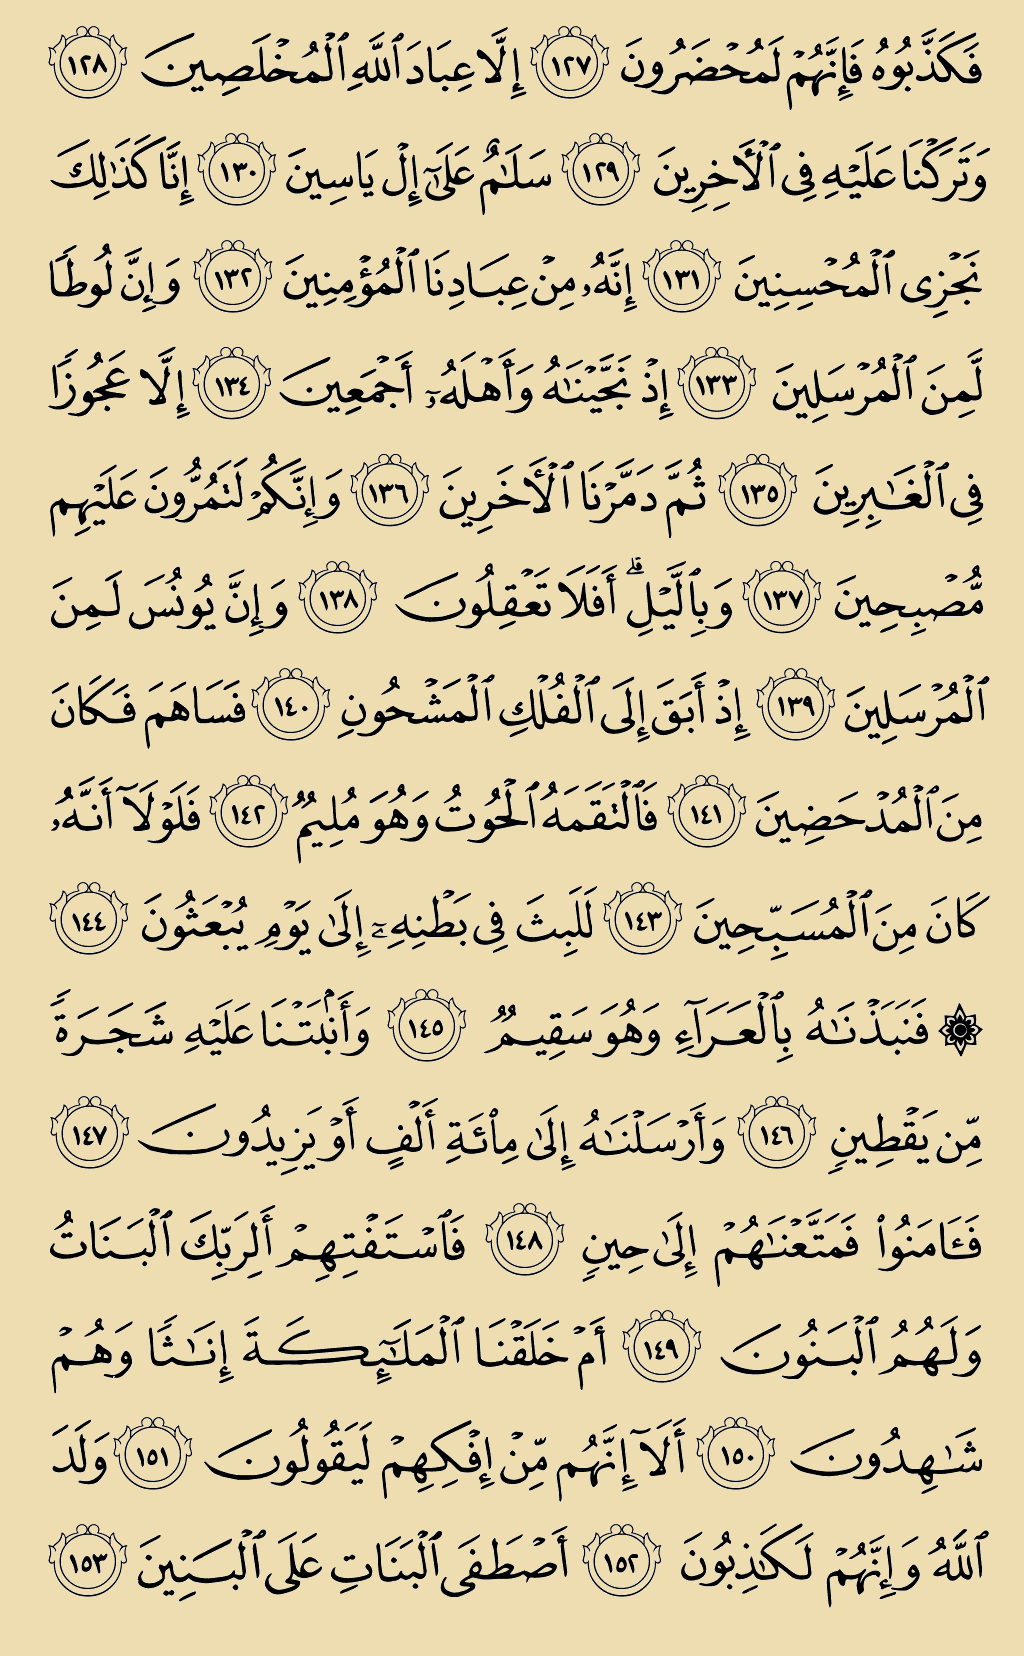 فَكَذَّبُوهُ فَإِنَّهُمْ لَمُحْضَرُونَ ١٢٧ إِلَّا عِبَادَ ٱللَّهِ ٱلْمُخْلَصِينَ ١٢٨
وَتَرَكْنَا عَلَيْهِ فِى ٱلْأَخِرِينَ ١٢٩ سَلَـٰمٌ عَلَىٰٓ إِلْ يَاسِينَ ١٣٠ إِنَّا كَذَٰلِكَ
نَجْزِى ٱلْمُحْسِنِينَ ١٣١ إِنَّهُۥ مِنْ عِبَادِنَا ٱلْمُؤْمِنِينَ ١٣٢ وَإِنَّ لُوطًا
لَّمِنَ ٱلْمُرْسَلِينَ ١٣٣ إِذْ نَجَّيْنَـٰهُ وَأَهْلَهُۥٓ أَجْمَعِينَ ١٣٤ إِلَّا عَجُوزًا
فِى ٱلْغَـٰبِرِينَ ١٣٥ ثُمَّ دَمَّرْنَا ٱلْأَخَرِينَ ١٣٦ وَإِنَّكُمْ لَتَمُرُّونَ عَلَيْهِم
مُّصْبِحِينَ ١٣٧ وَبِٱلَّيْلِ ۗ أَفَلَا تَعْقِلُونَ ١٣٨ وَإِنَّ يُونُسَ لَمِنَ
ٱلْمُرْسَلِينَ ١٣٩ إِذْ أَبَقَ إِلَى ٱلْفُلْكِ ٱلْمَشْحُونِ ١٤٠ فَسَاهَمَ فَكَانَ
مِنَ ٱلْمُدْحَضِينَ ١٤١ فَٱلْتَقَمَهُ ٱلْحُوتُ وَهُوَ مُلِيمٌ ١٤٢ فَلَوْلَآ أَنَّهُۥ
كَانَ مِنَ ٱلْمُسَبِّحِينَ ١٤٣ لَلَبِثَ فِى بَطْنِهِۦٓ إِلَىٰ يَوْمِ يُبْعَثُونَ ١٤٤
۞ فَنَبَذْنَـٰهُ بِٱلْعَرَآءِ وَهُوَ سَقِيمٌ ١٤٥ وَأَنۢبَتْنَا عَلَيْهِ شَجَرَةً
مِّن يَقْطِينٍ ١٤٦ وَأَرْسَلْنَـٰهُ إِلَىٰ مِا۟ئَةِ أَلْفٍ أَوْ يَزِيدُونَ ١٤٧
فَـَٔامَنُوا۟ فَمَتَّعْنَـٰهُمْ إِلَىٰ حِينٍ ١٤٨ فَٱسْتَفْتِهِمْ أَلِرَبِّكَ ٱلْبَنَاتُ
وَلَهُمُ ٱلْبَنُونَ ١٤٩ أَمْ خَلَقْنَا ٱلْمَلَـٰٓئِكَةَ إِنَـٰثًا وَهُمْ
شَـٰهِدُونَ ١٥٠ أَلَآ إِنَّهُم مِّنْ إِفْكِهِمْ لَيَقُولُونَ ١٥١ وَلَدَ
ٱللَّهُ وَإِنَّهُمْ لَكَـٰذِبُونَ ١٥٢ أَصْطَفَى ٱلْبَنَاتِ عَلَى ٱلْبَنِينَ ١٥٣